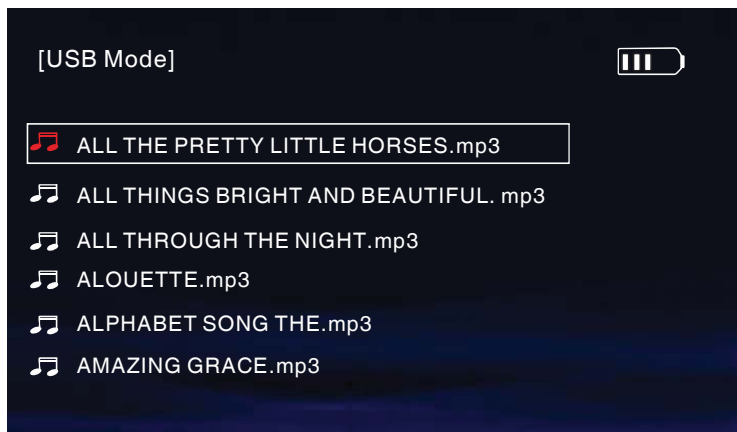 [USB Mode]
ALL THE PRETTY LITTLE HORSES.mp3
ALL THINGS BRIGHT AND BEAUTIFUL. mp3
ALL THROUGH THE NIGHT.mp3
ALOUETTE.mp3
ALPHABET SONG THE.mp3
AMAZING GRACE.mp3